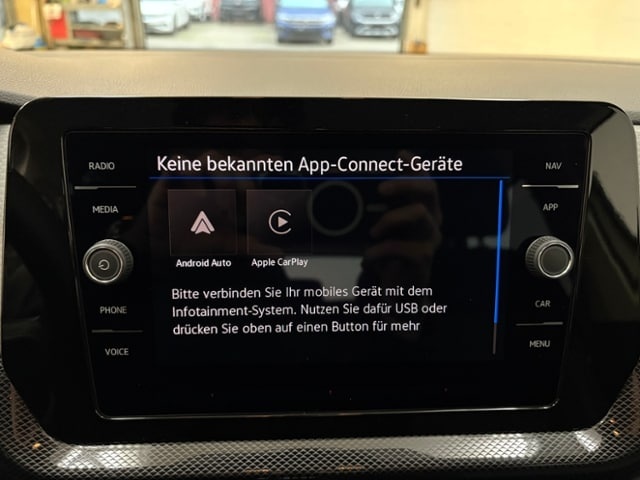 Keine bekannten App-Connect-Geräte
RADIO
MEDIA
PHONE
VOICE
NAV
APP
CAR
MENU
Android Auto
Apple CarPlay
Bitte verbinden Sie Ihr mobiles Gerät mit dem
Infotainment-System. Nutzen Sie dafür USB oder
drücken Sie oben auf einen Button für mehr